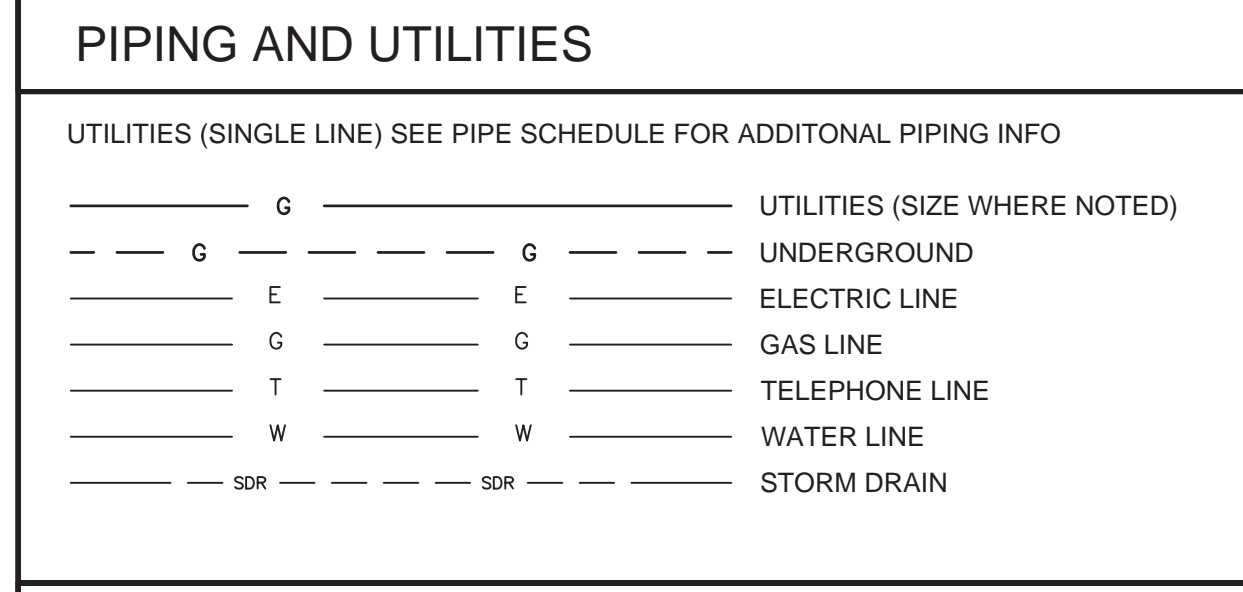 PIPING AND UTILITIES
UTILITIES (SINGLE LINE) SEE PIPE SCHEDULE FOR ADDITONAL PIPING INFO
G UTILITIES (SIZE WHERE NOTED)
G G UNDERGROUND
E E ELECTRIC LINE
G G GAS LINE
T T TELEPHONE LINE
W W WATER LINE
SDR SDR STORM DRAIN